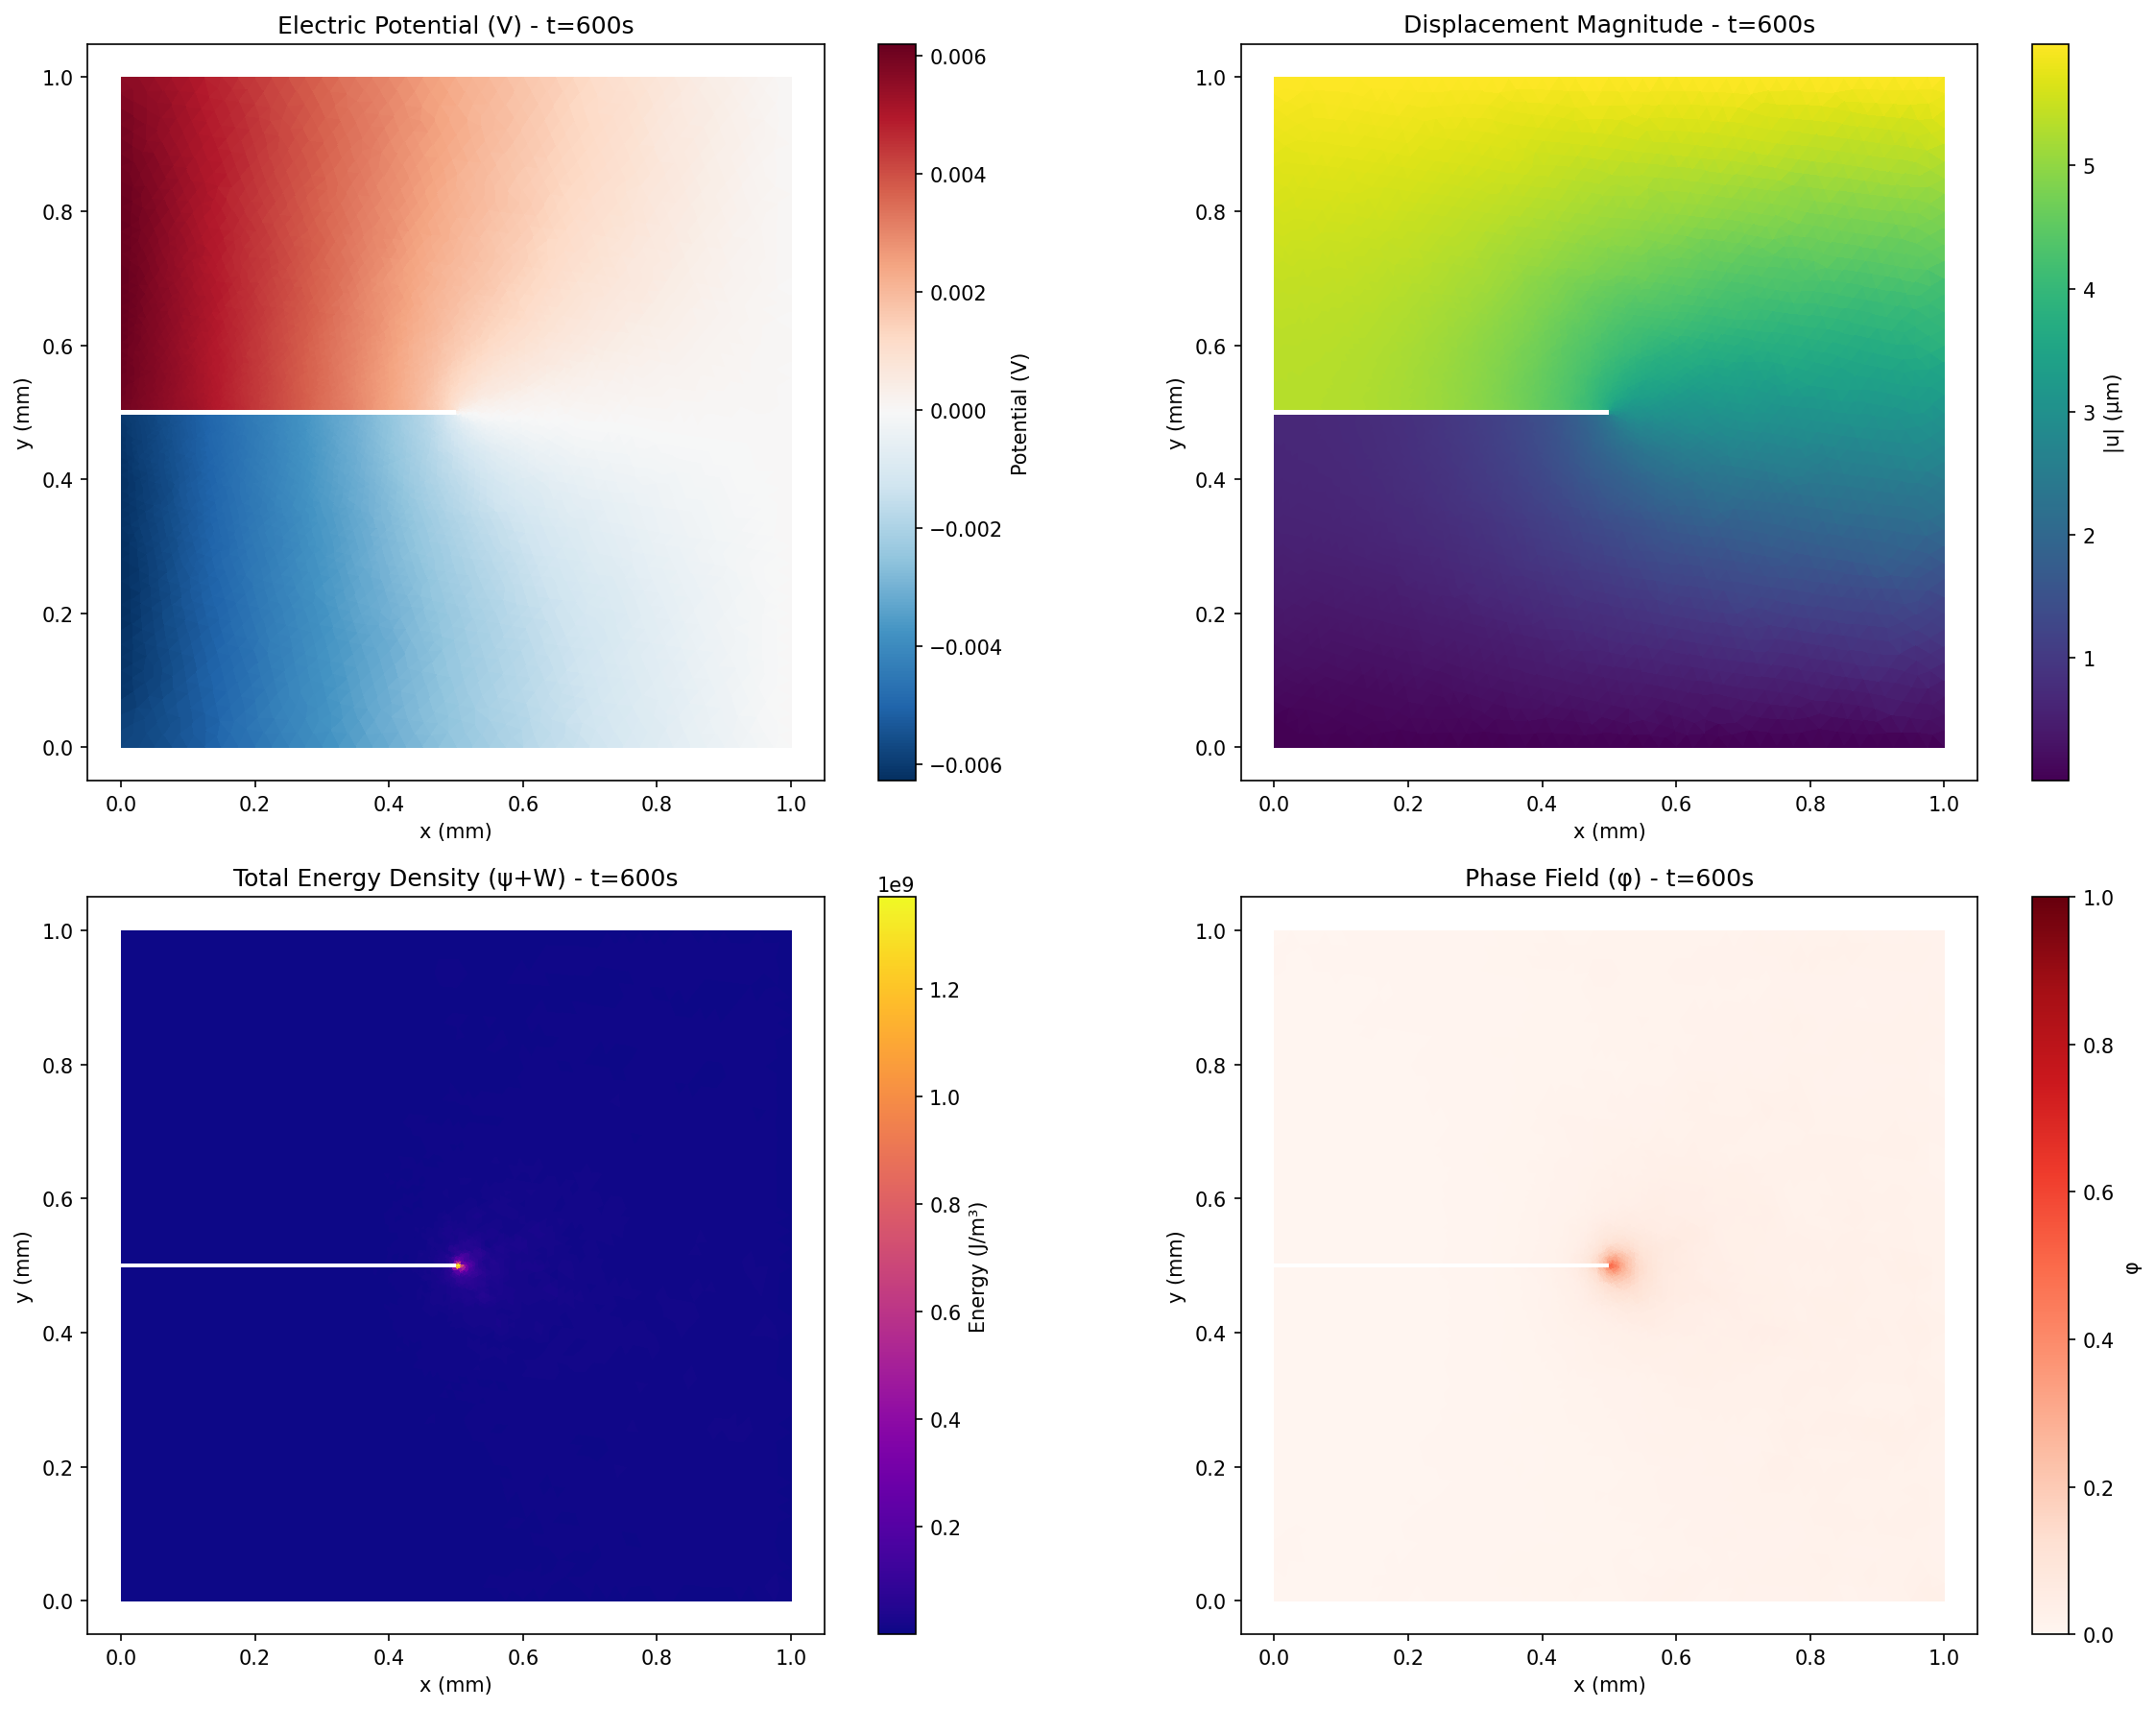 Electric Potential (V) - t=600s
1.0
0.8
0.6
0.4
0.2
0.0
y (mm)
0.0 0.2 0.4 0.6 0.8 1.0
x (mm)
0.006
0.004
0.002
0.000
−0.002
−0.004
−0.006
Potential (V)
Displacement Magnitude - t=600s
1.0
0.8
0.6
0.4
0.2
0.0
y (mm)
0.0 0.2 0.4 0.6 0.8 1.0
x (mm)
5
4
3
2
1
|u| (μm)
Total Energy Density (ψ+W) - t=600s
1.0
0.8
0.6
0.4
0.2
0.0
y (mm)
0.0 0.2 0.4 0.6 0.8 1.0
x (mm)
1e9
1.2
1.0
0.8
0.6
0.4
0.2
Energy (J/m³)
Phase Field (φ) - t=600s
1.0
0.8
0.6
0.4
0.2
0.0
y (mm)
0.0 0.2 0.4 0.6 0.8 1.0
x (mm)
1.0
0.8
0.6
0.4
0.2
0.0
φ